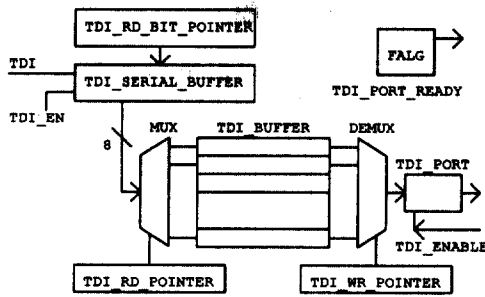 TDI_RD_BIT_POINTER
TDI
TDI_SERIAL_BUFFER
FALG
TDI_PORT_READY
TDI_EN
8
MUX
TDI_BUFFER
DEMUX
TDI_PORT
TDI_ENABLE
TDI_RD_POINTER
TDI_WR_POINTER